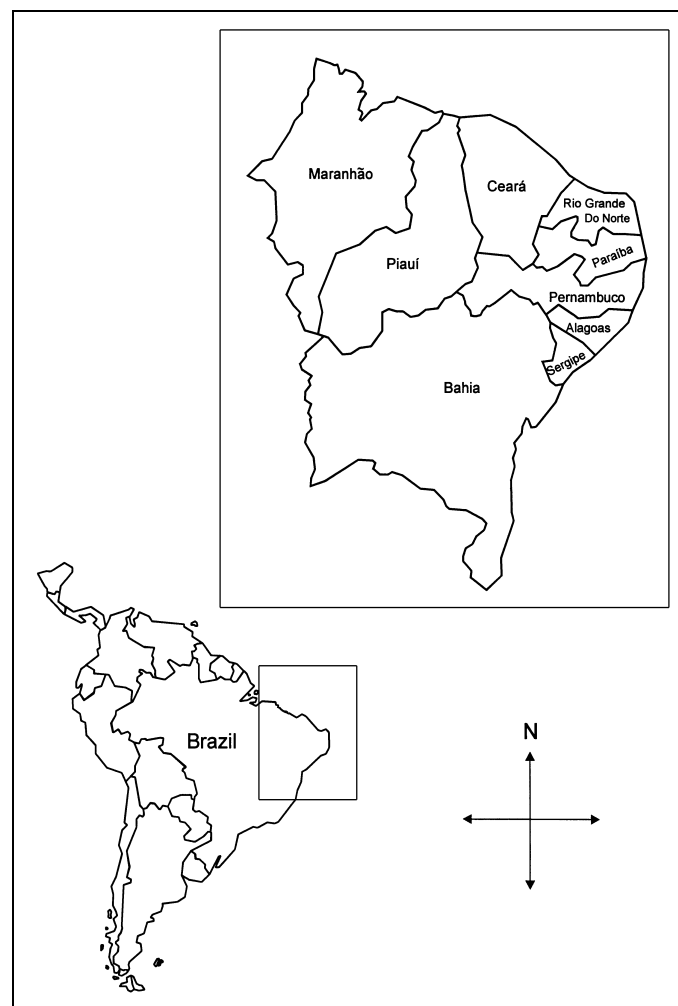 Maranhão
Ceará
Rio Grande
Do Norte
Paraíba
Piauí
Pernambuco
Alagoas
Sergipe
Bahia
Brazil
N